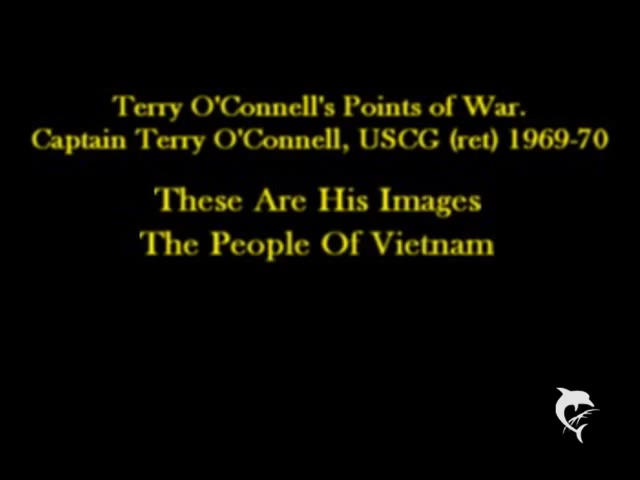 Terry O'Connell's Points of War.
Captain Terry O'Connell, USCG (ret) 1969-70
These Are His Images
The People Of Vietnam